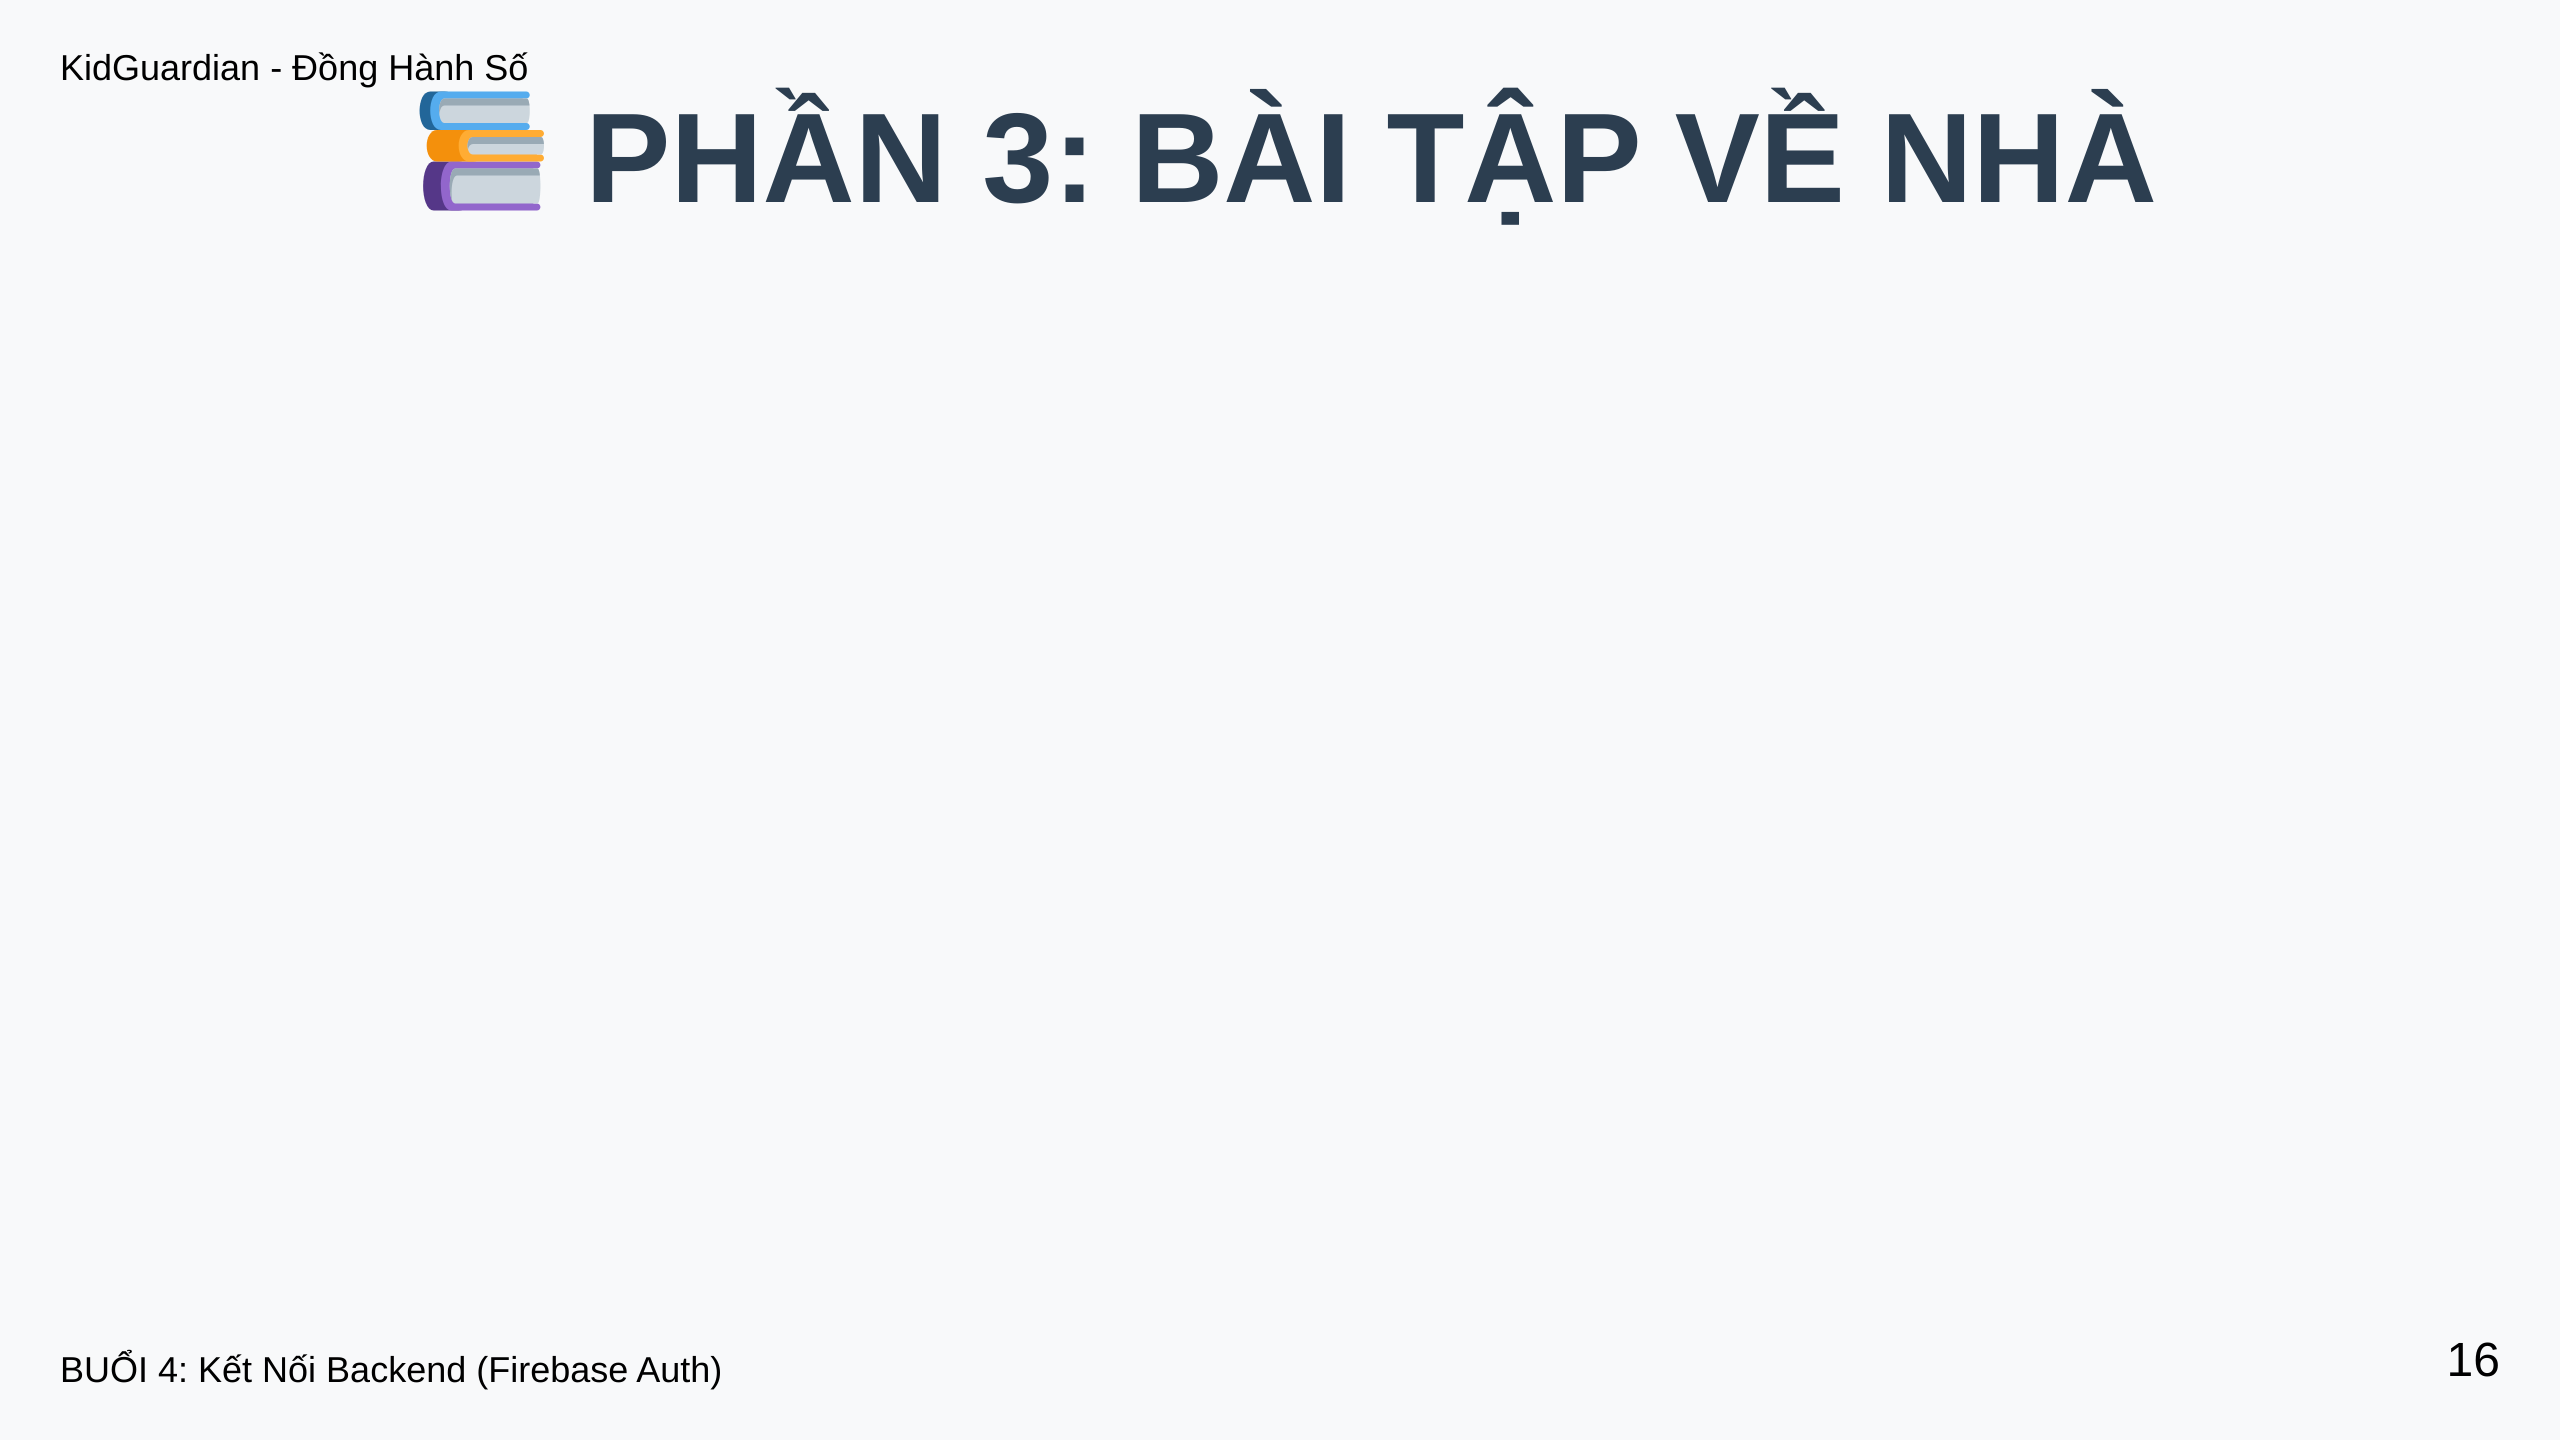 KidGuardian - Đồng Hành Số
PHẦN 3: BÀI TẬP VỀ NHÀ
BUỔI 4: Kết Nối Backend (Firebase Auth)
16